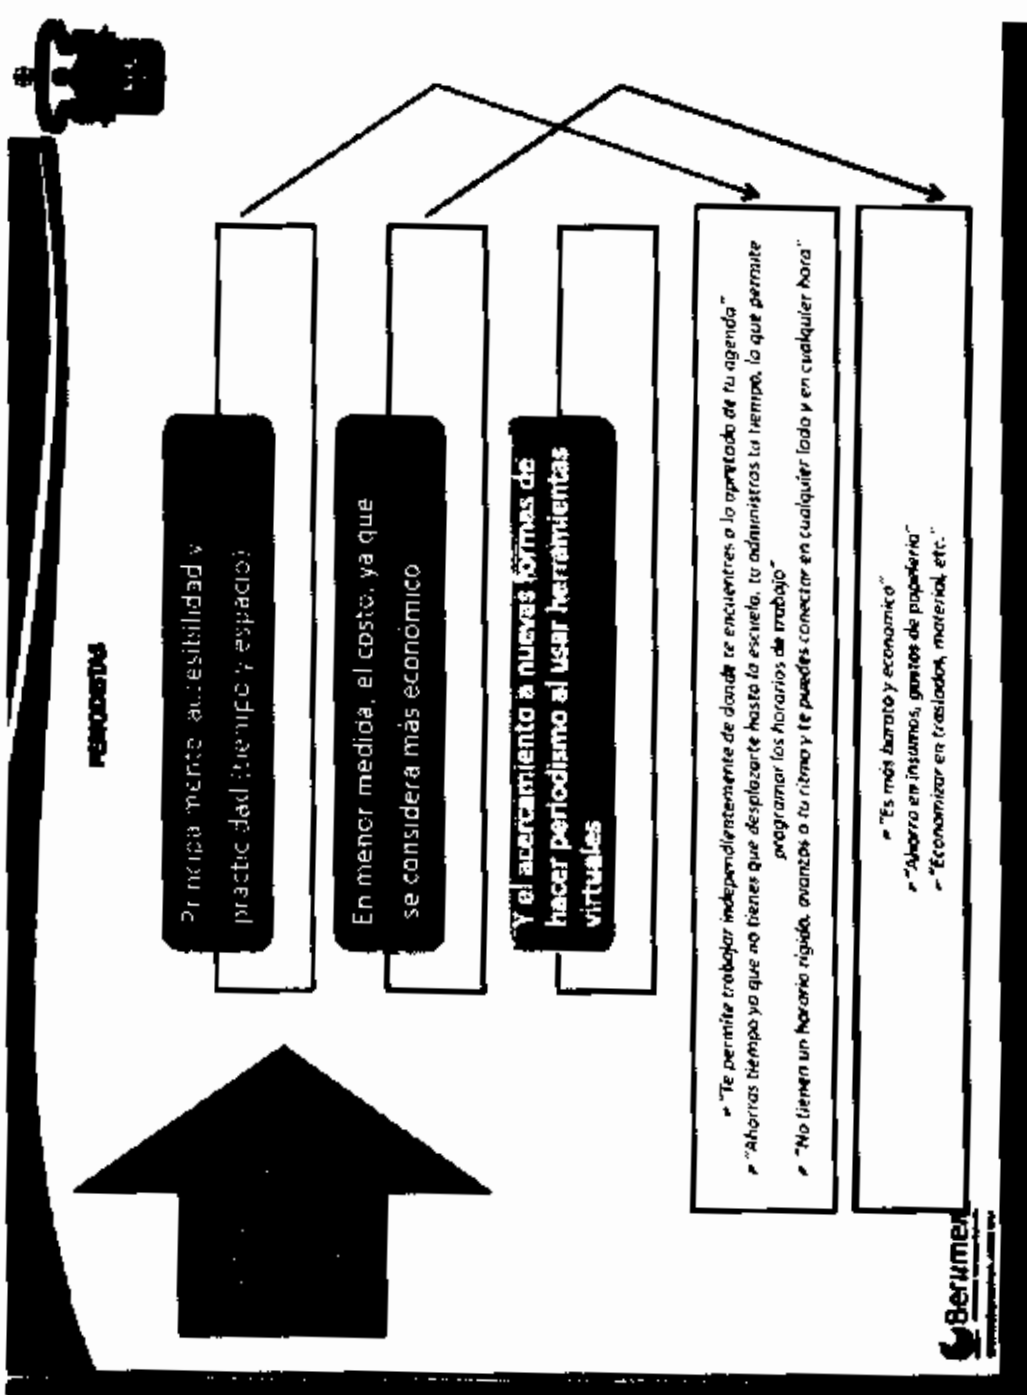 PERIODISTAS
Principalmente accesibilidad y
practicidad (tiempo y espacio)
En menor medida, el costo, ya que
se considera más económico
Y el acercamiento a nuevas formas de
hacer periodismo al usar herramientas
virtuales
"Te permite trabajar independientemente de donde te encuentres o lo apretado de tu agenda"
"Ahorras tiempo ya que no tienes que desplazarte hasta la escuela, tu administras tu tiempo, lo que permite
programar los horarios de trabajo"
"No tienen un horario rígido, avanzas a tu ritmo y te puedes conectar en cualquier lado y en cualquier hora"
"Es más barato y economico"
"Ahorro en insumos, gastos de papelería"
"Economizar en traslados, material, etc."
Berumen